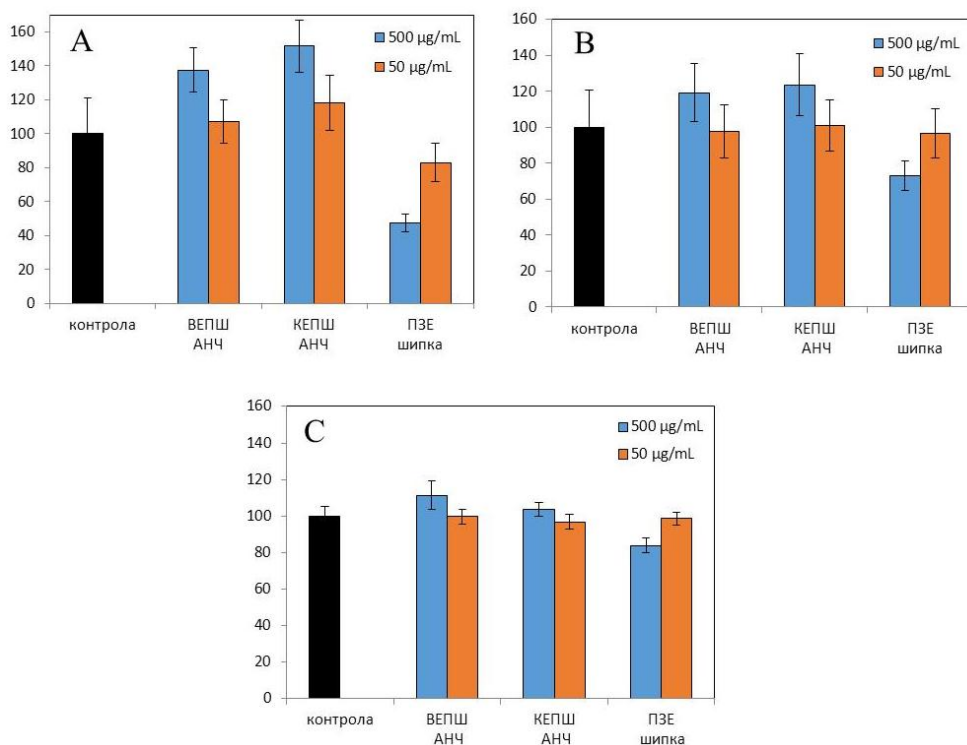 A
500 µg/mL
50 µg/mL
160
140
120
100
80
60
40
20
0
контрола
ВЕПШ
АНЧ
КЕПШ
АНЧ
ПЗЕ
шипка
B
500 µg/mL
50 µg/mL
160
140
120
100
80
60
40
20
0
контрола
ВЕПШ
АНЧ
КЕПШ
АНЧ
ПЗЕ
шипка
C
500 µg/mL
50 µg/mL
160
140
120
100
80
60
40
20
0
контрола
ВЕПШ
АНЧ
КЕПШ
АНЧ
ПЗЕ
шипка